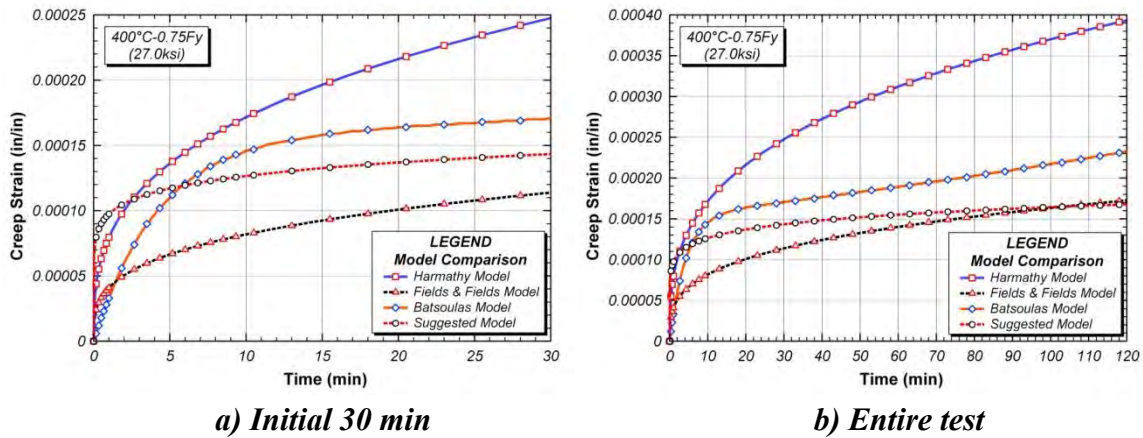 400°C-0.75Fy
(27.0ksi)
0.00025
0.00020
0.00015
0.00010
0.00005
0
Creep Strain (in/in)
LEGEND
Model Comparison
Harmathy Model
Fields & Fields Model
Batsoulas Model
Suggested Model
0 5 10 15 20 25 30
Time (min)
a) Initial 30 min
400°C-0.75Fy
(27.0ksi)
0.00040
0.00035
0.00030
0.00025
0.00020
0.00015
0.00010
0.00005
0
Creep Strain (in/in)
LEGEND
Model Comparison
Harmathy Model
Fields & Fields Model
Batsoulas Model
Suggested Model
0 10 20 30 40 50 60 70 80 90 100 110 120
Time (min)
b) Entire test